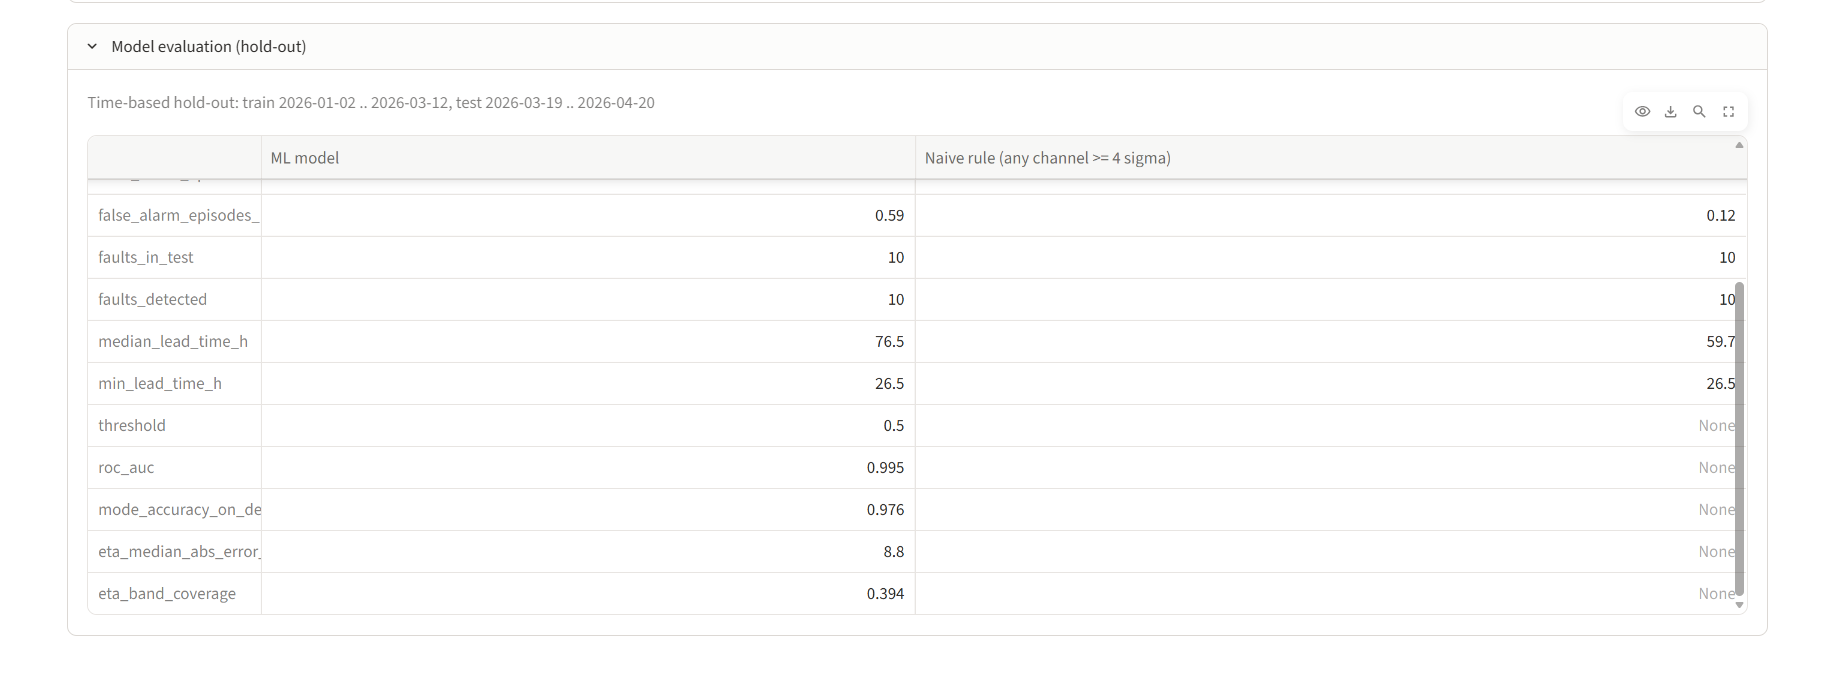 Model evaluation (hold-out)
Time-based hold-out: train 2026-01-02 .. 2026-03-12, test 2026-03-19 .. 2026-04-20
ML model Naive rule (any channel >= 4 sigma)
false_alarm_episodes_ 0.59 0.12
faults_in_test 10 10
faults_detected 10 10
median_lead_time_h 76.5 59.7
min_lead_time_h 26.5 26.5
threshold 0.5 None
roc_auc 0.995 None
mode_accuracy_on_de 0.976 None
eta_median_abs_error_ 8.8 None
eta_band_coverage 0.394 None